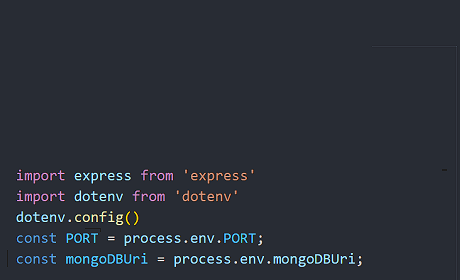 import express from 'express'
import dotenv from 'dotenv'
dotenv.config()
const PORT = process.env.PORT;
const mongoDBUri = process.env.mongoDBUri;